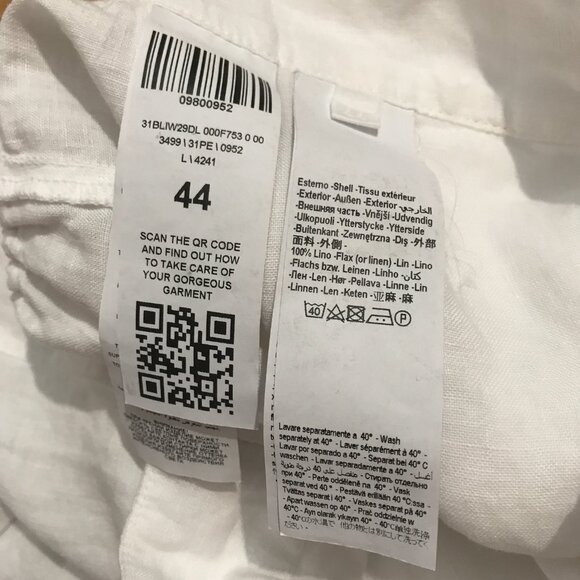 09800952
31BLIW29DL 000F753 0 00
3499\31PE\0952
L\4241
44
SCAN THE QR CODE
AND FIND OUT HOW
TO TAKE CARE OF
YOUR GORGEOUS
GARMENT
Esterno -Shell -Tissu extérieur
-Exterior -Außen -Exterior -الخارجي
-Внешняя часть -Vnější -Udvendig
-Ulkopuoli -Ytterstycke -Ytterside
-Buitenkant -Zewnętrzna -Dış -外部
面料 -外側 -
100% Lino -Flax (or linen) -Lin -Lino
-Flachs bzw. Leinen -Linho -كتان
-Лен -Len -Hør -Pellava -Linne -Lin
-Linnen -Len -Keten -亚麻 -麻
40 P
Lavare separatamente a 40° - Wash
separately at 40° - Laver séparément à 40° -
Lavar por separado a 40° - Separat bei 40° C
waschen - Lavar separadamente a 40° -
40 - Стирать отдельно
при 40° - Perte odděleně na 40° - Vask
separat ved 40° - Pestävä erillään 40°C:ssa
Tvättas separat i 40° - Vaskes separat på 40°
- Apart wassen op 40° - Prać oddzielnie w
40°C - Ayrı olarak yıkayın 40° -